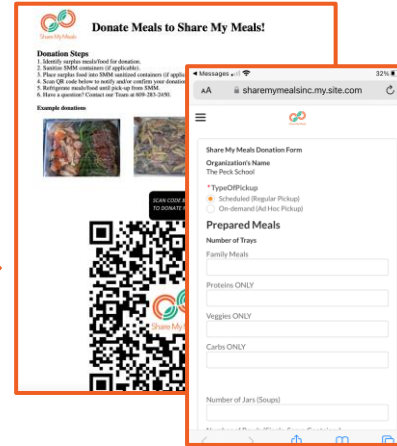 Share My Meals
Donate Meals to Share My Meals!
Donation Steps
1. Identify surplus meals/food for donation.
2. Sanitize SMM containers (if applicable).
3. Place surplus food into SMM sanitized containers (if
4. Scan QR code below to notify and/or confirm your
5. Refrigerate meals/food until pick-up from SMM.
6. Have a question? Contact our Team at 609-283-2450.
Example donations
SCAN CODE
TO DONATE
Share My
Messages
32%
AA sharemymealsinc.my.site.com
Share My Meals Donation Form
Organization's Name
The Peck School
*TypeOfPickup
Scheduled (Regular Pickup)
On-demand (Ad Hoc Pickup)
Prepared Meals
Number of Trays
Family Meals
Proteins ONLY
Veggies ONLY
Carbs ONLY
Number of Jars (Soups)